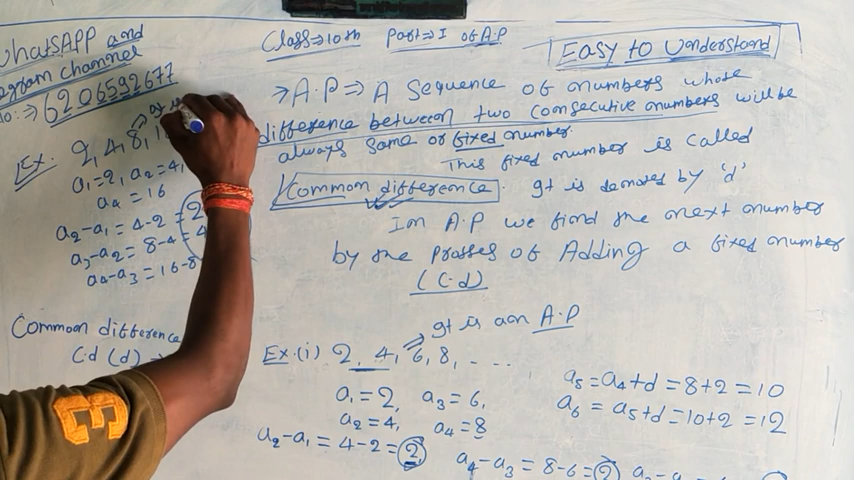 WhatsAPP and
egram channel
No:⇒ 6206592677
Ex. 2, 4, 8, 1
a₁=2, a₂=4,
a₄ = 16
a₂-a₁ = 4-2 = 2
a₃-a₂ = 8-4 = 4
a₄-a₃ = 16-8
Common difference
C.d (d) →
Class⇒10th Part⇒I of A.P
Easy to Understand
→ A.P ⇒ A Sequence of numbers whose
difference between two consecutive numbers will be
always same or fixed number.
This fixed number is called
Common difference. It is denoted by 'd'
In A.P we find the next number
by the prosses of Adding a fixed number
(C.d)
It is an A.P
Ex.(i) 2, 4, 6, 8, - - - -
a₁ = 2, a₃ = 6,
a₂ = 4, a₄ = 8
a₂-a₁ = 4-2 = 2
a₄-a₃ = 8-6 = 2
a₅ = a₄+d = 8+2 = 10
a₆ = a₅+d = 10+2 = 12
E